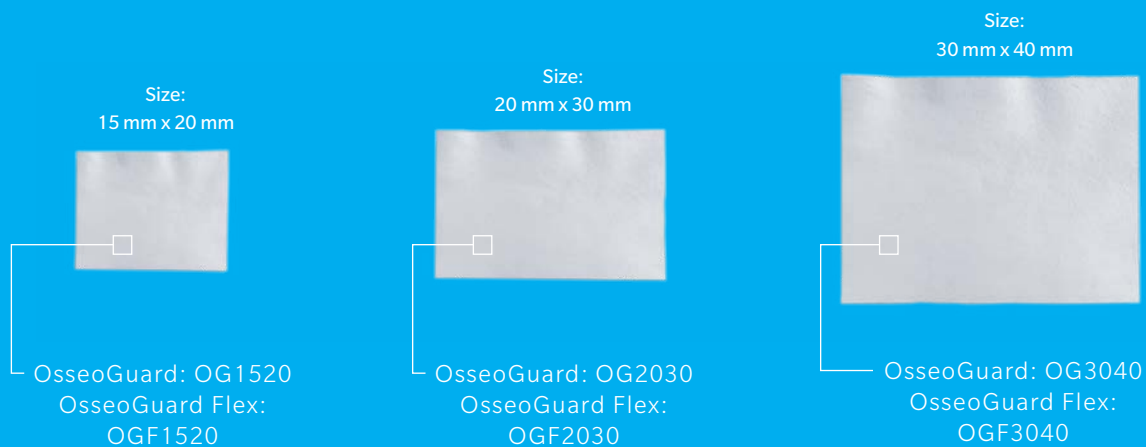 Size:
15 mm x 20 mm
OsseoGuard: OG1520
OsseoGuard Flex:
OGF1520
Size:
20 mm x 30 mm
OsseoGuard: OG2030
OsseoGuard Flex:
OGF2030
Size:
30 mm x 40 mm
OsseoGuard: OG3040
OsseoGuard Flex:
OGF3040